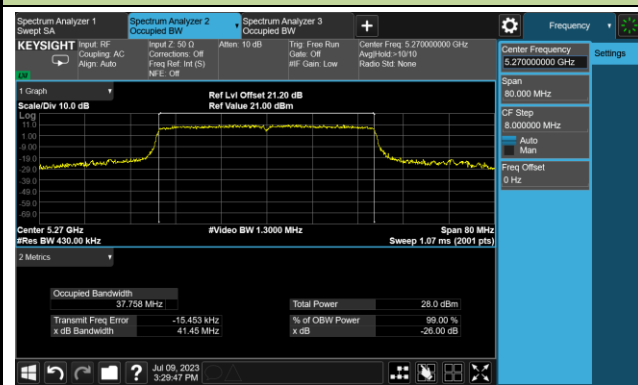 Spectrum Analyzer 1
Swept SA
Spectrum Analyzer 2
Occupied BW
Spectrum Analyzer 3
Occupied BW
+
Frequency
KEYSIGHT
Input: RF
Coupling: AC
Align: Auto
Input Z: 50 Ω
Corrections: Off
Freq Ref: Int (S)
NFE: Off
Atten: 10 dB
Trig: Free Run
Gate: Off
#IF Gain: Low
Center Freq: 5.270000000 GHz
Avg|Hold:>10/10
Radio Std: None
Center Frequency
5.270000000 GHz
Settings
Span
80.000 MHz
CF Step
8.000000 MHz
Auto
Man
Freq Offset
0 Hz
1 Graph
Scale/Div 10.0 dB
Ref Lvl Offset 21.20 dB
Ref Value 21.00 dBm
Log
11.0
1.00
-9.00
-19.0
-29.0
-39.0
-49.0
-59.0
-69.0
Center 5.27 GHz
#Res BW 430.00 kHz
#Video BW 1.3000 MHz
Span 80 MHz
Sweep 1.07 ms (2001 pts)
2 Metrics
Occupied Bandwidth
37.758 MHz
Total Power 28.0 dBm
Transmit Freq Error -15.453 kHz
% of OBW Power 99.00 %
x dB Bandwidth 41.45 MHz
x dB -26.00 dB
?
Jul 09, 2023
3:29:47 PM